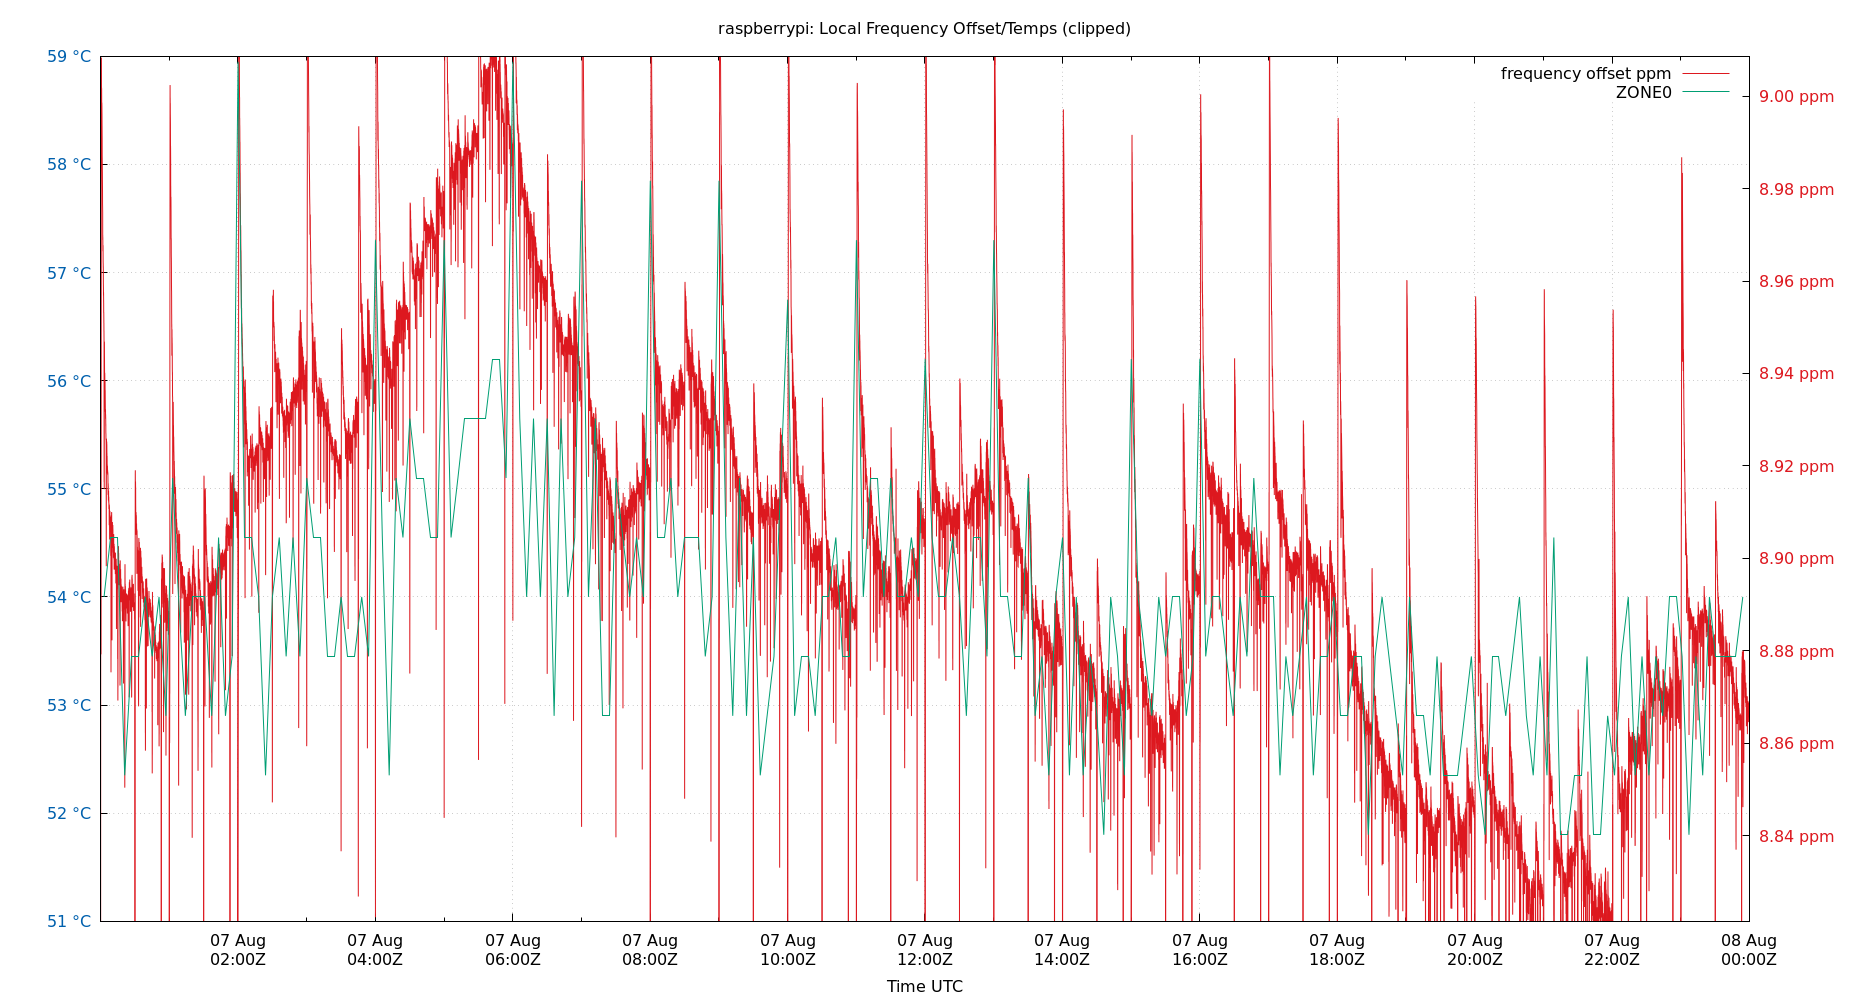 raspberrypi: Local Frequency Offset/Temps (clipped)
59 °C
58 °C
57 °C
56 °C
55 °C
54 °C
53 °C
52 °C
51 °C
frequency offset ppm
ZONE0
9.00 ppm
8.98 ppm
8.96 ppm
8.94 ppm
8.92 ppm
8.90 ppm
8.88 ppm
8.86 ppm
8.84 ppm
07 Aug
02:00Z
07 Aug
04:00Z
07 Aug
06:00Z
07 Aug
08:00Z
07 Aug
10:00Z
07 Aug
12:00Z
07 Aug
14:00Z
07 Aug
16:00Z
07 Aug
18:00Z
07 Aug
20:00Z
07 Aug
22:00Z
08 Aug
00:00Z
Time UTC